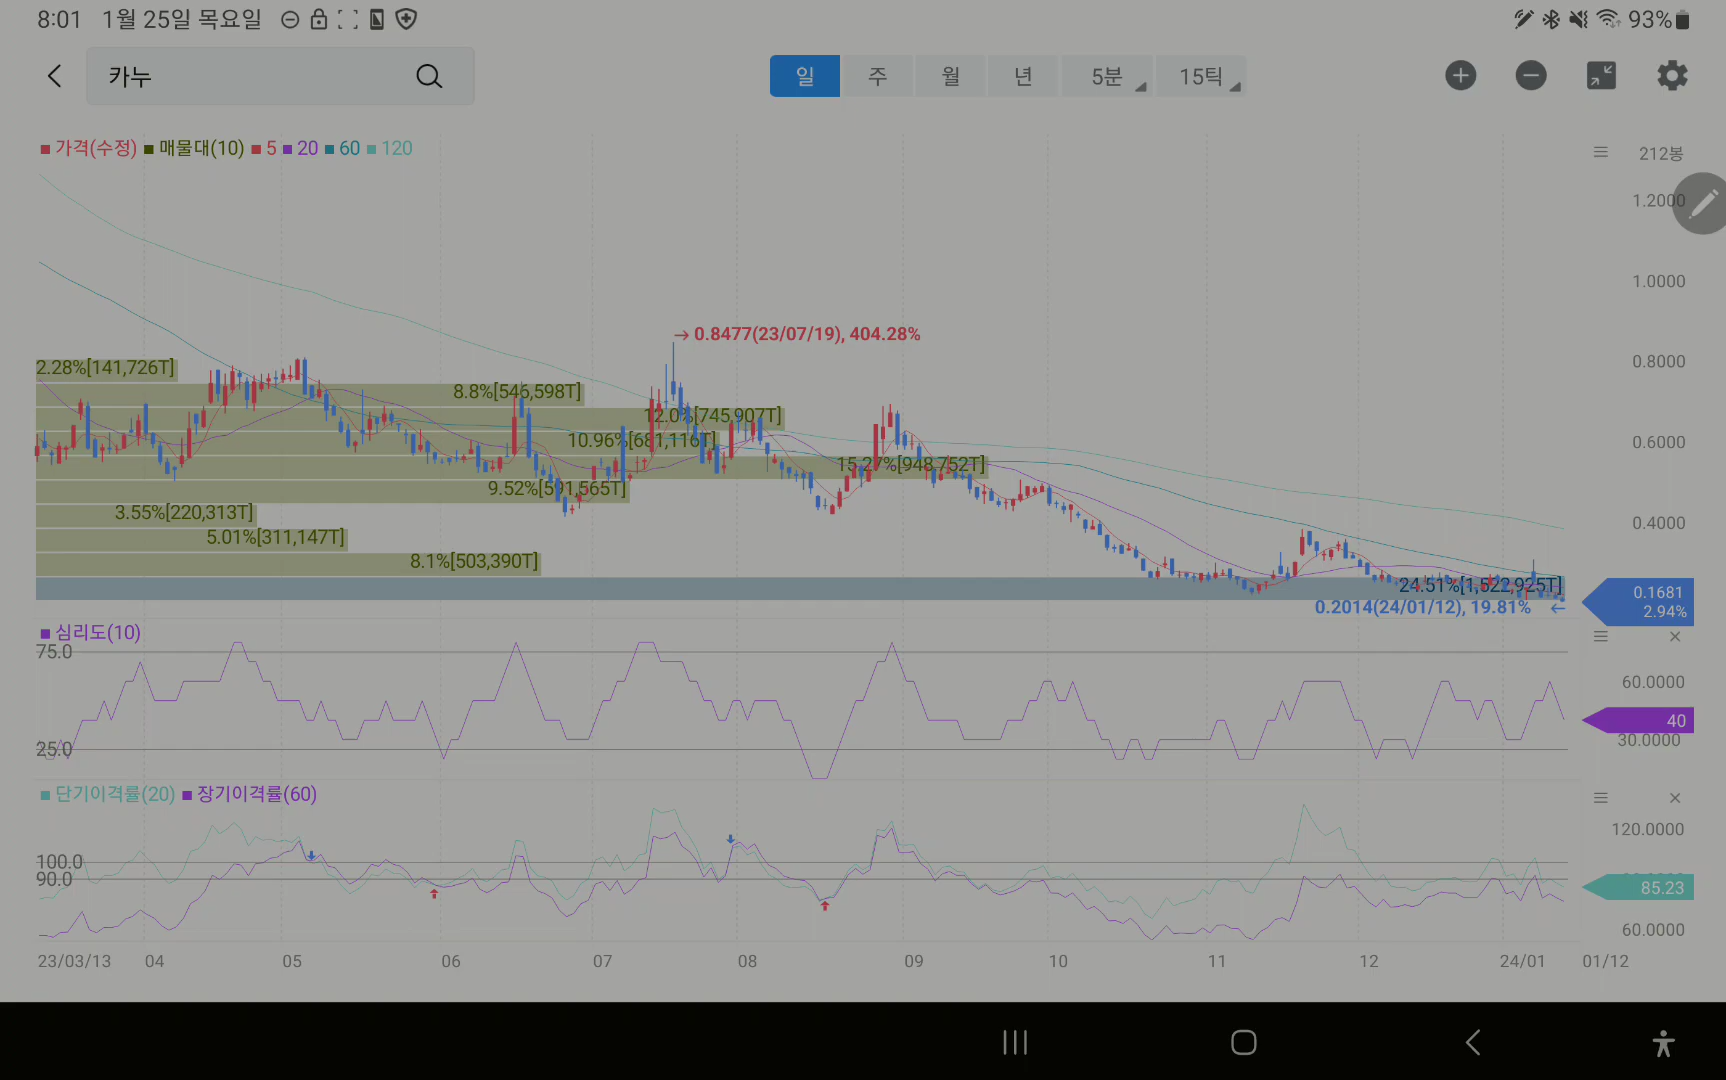 8:01 1월 25일 목요일 93%
카누 일 주 월 년 5분 15틱
가격(수정) 매물대(10) 5 20 60 120 212봉
1.2000
1.0000
→ 0.8477(23/07/19), 404.28%
0.8000
2.28%[141,726T]
8.8%[546,598T]
12.0%[745,907T]
10.96%[681,116T]
0.6000
15.27%[948,752T]
9.52%[591,565T]
3.55%[220,313T]
0.4000
5.01%[311,147T]
8.1%[503,390T]
24.51%[1,522,925T]
0.1681
2.94%
0.2014(24/01/12), 19.81% ←
심리도(10)
75.0
60.0000
40
25.0
30.0000
단기이격률(20) 장기이격률(60)
120.0000
100.0
90.0
85.23
60.0000
23/03/13 04 05 06 07 08 09 10 11 12 24/01 01/12